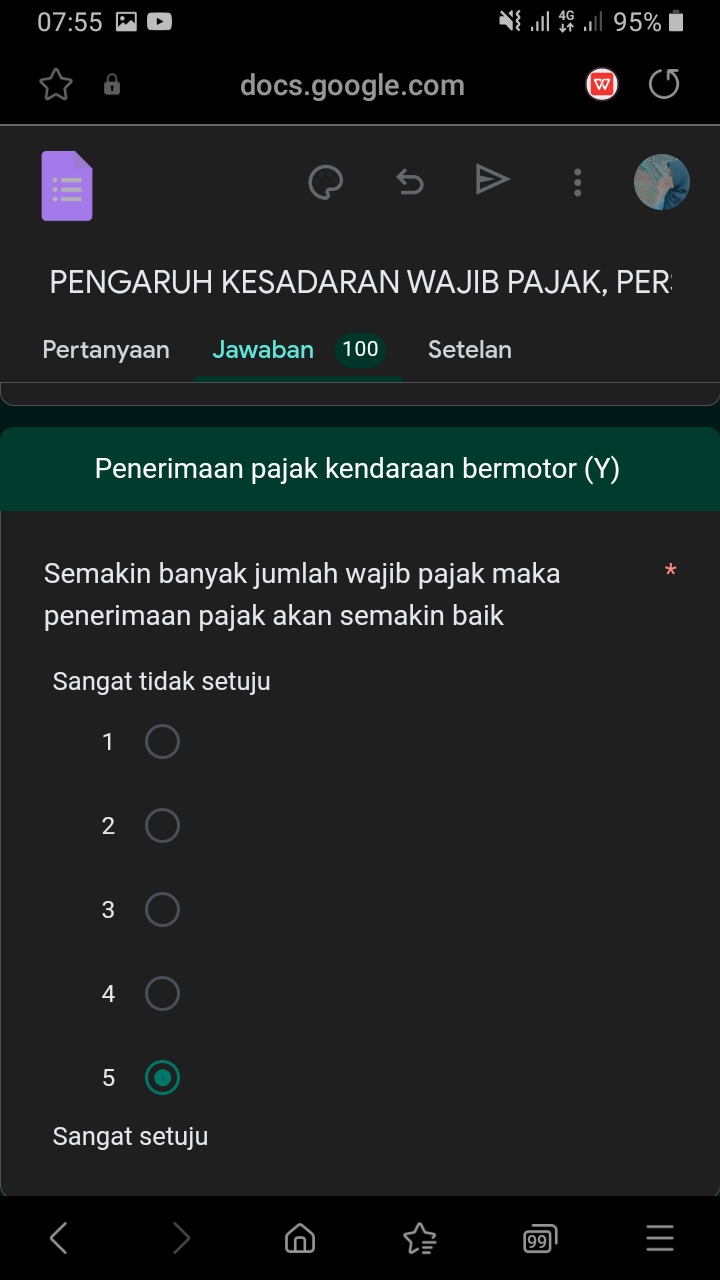 07:55
4G
95%
docs.google.com
W
PENGARUH KESADARAN WAJIB PAJAK, PER
Pertanyaan
Jawaban
100
Setelan
Penerimaan pajak kendaraan bermotor (Y)
Semakin banyak jumlah wajib pajak maka *
penerimaan pajak akan semakin baik
Sangat tidak setuju
1
2
3
4
5
Sangat setuju
99